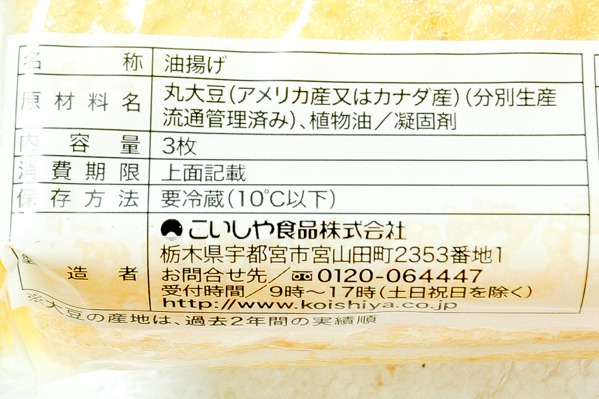 名称 油揚げ
原材料名 丸大豆(アメリカ産又はカナダ産)(分別生産
流通管理済み)、植物油/凝固剤
内容量 3枚
消費期限 上面記載
保存方法 要冷蔵(10℃以下)
こいしや食品株式会社
栃木県宇都宮市宮山田町2353番地1
製造者 お問合せ先/0120-064447
受付時間/9時~17時(土日祝日を除く)
http://www.koishiya.co.jp
※大豆の産地は、過去2年間の実績順